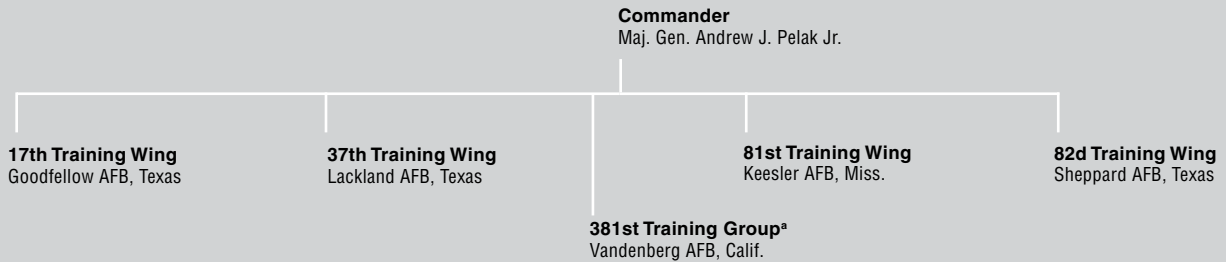 Commander
Maj. Gen. Andrew J. Pelak Jr.
17th Training Wing
Goodfellow AFB, Texas
37th Training Wing
Lackland AFB, Texas
81st Training Wing
Keesler AFB, Miss.
82d Training Wing
Sheppard AFB, Texas
381st Training Groupª
Vandenberg AFB, Calif.